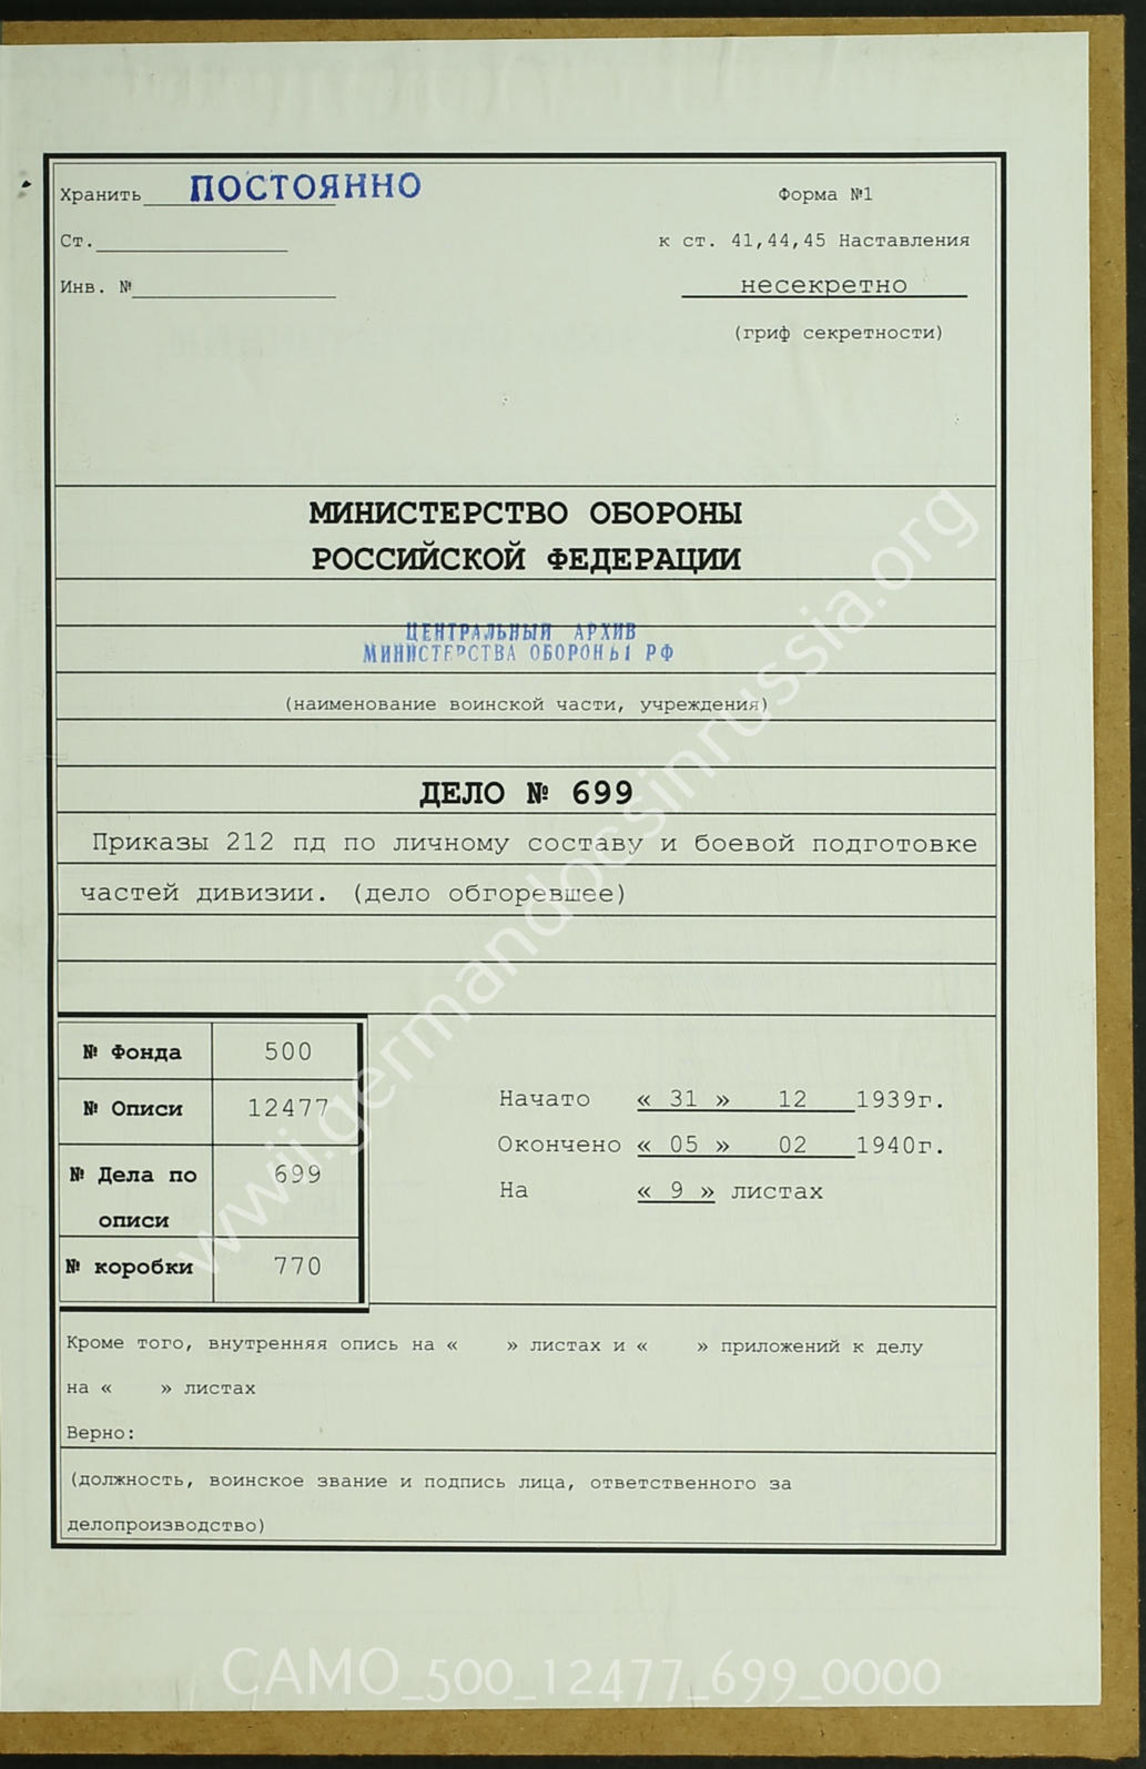 Хранить ПОСТОЯННО
Форма №1
Ст.
к ст. 41,44,45 Наставления
Инв. №
несекретно
(гриф секретности)
МИНИСТЕРСТВО ОБОРОНЫ
РОССИЙСКОЙ ФЕДЕРАЦИИ
ЦЕНТРАЛЬНЫЙ АРХИВ
МИНИСТЕРСТВА ОБОРОНЫ РФ
(наименование воинской части, учреждения)
ДЕЛО № 699
Приказы 212 пд по личному составу и боевой подготовке
частей дивизии. (дело обгоревшее)
№ Фонда 500
№ Описи 12477
№ Дела по 699
описи
№ коробки 770
Начато « 31 » 12 1939г.
Окончено « 05 » 02 1940г.
На « 9 » листах
Кроме того, внутренняя опись на « » листах и « » приложений к делу
на « » листах
Верно:
(должность, воинское звание и подпись лица, ответственного за
делопроизводство)
wwii.germandocsinrussia.org
CAMO_500_12477_699_0000